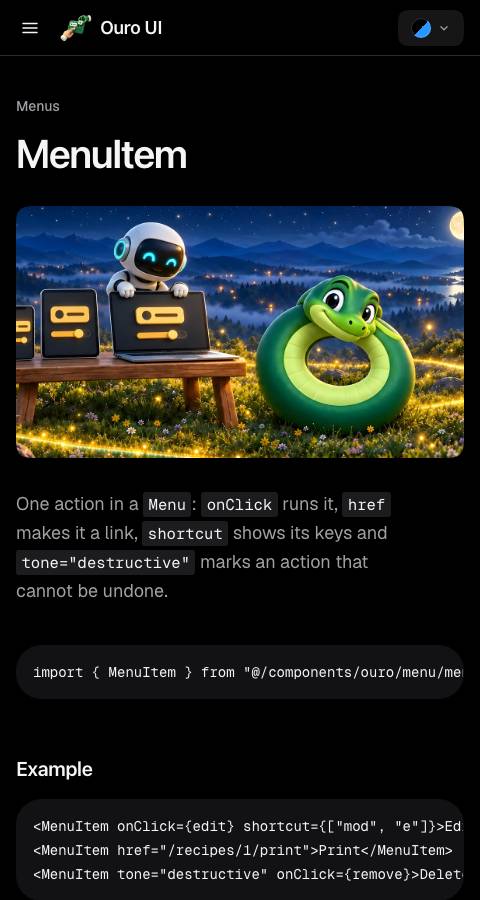 Ouro UI
Menus
MenuItem
One action in a Menu: onClick runs it, href
makes it a link, shortcut shows its keys and
tone="destructive" marks an action that
cannot be undone.
import { MenuItem } from "@/components/ouro/menu/me
Example
<MenuItem onClick={edit} shortcut={["mod", "e"]}>Ed
<MenuItem href="/recipes/1/print">Print</MenuItem>
<MenuItem tone="destructive" onClick={remove}>Delet